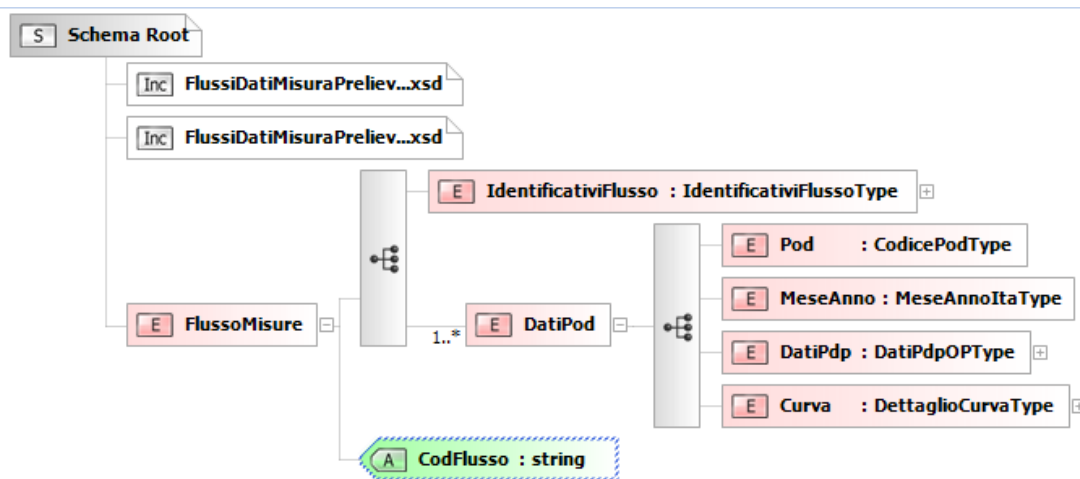 S Schema Root
Inc FlussiDatiMisuraPreliev...xsd
Inc FlussiDatiMisuraPreliev...xsd
E IdentificativiFlusso : IdentificativiFlussoType
E Pod : CodicePodType
E MeseAnno : MeseAnnoItaType
E FlussoMisure
1..* E DatiPod
E DatiPdp : DatiPdpOPType
E Curva : DettaglioCurvaType
A CodFlusso : string